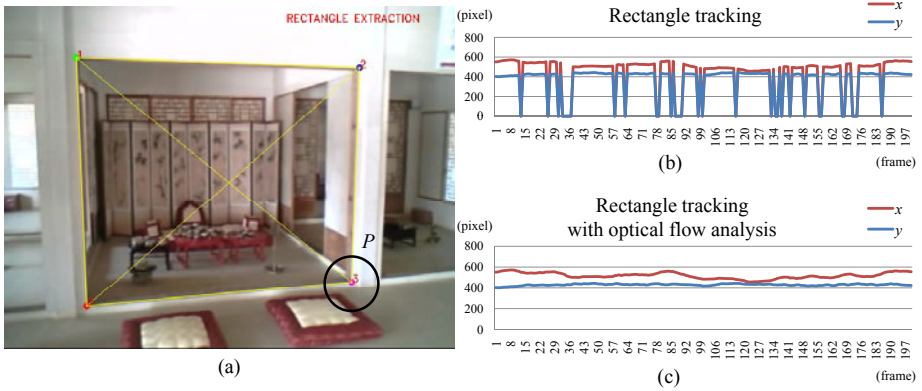 RECTANGLE EXTRACTION
1
2
P
3
(a)
(pixel)
Rectangle tracking
x
y
800
600
400
200
0
1 8 15 22 29 36 43 50 57 64 71 78 85 92 99 106 113 120 127 134 141 148 155 162 169 176 183 190 197
(b)
(frame)
(pixel)
Rectangle tracking
with optical flow analysis
x
y
800
600
400
200
0
1 8 15 22 29 36 43 50 57 64 71 78 85 92 99 106 113 120 127 134 141 148 155 162 169 176 183 190 197
(c)
(frame)